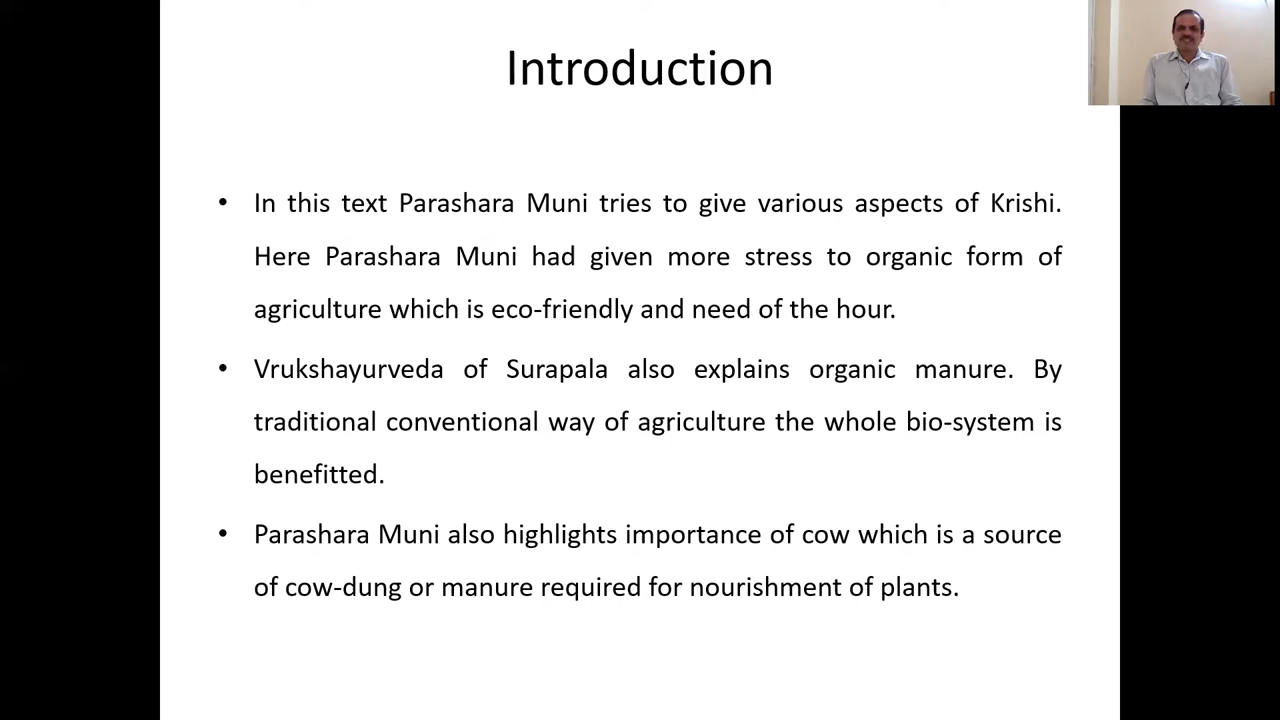 Introduction
• In this text Parashara Muni tries to give various aspects of Krishi.
Here Parashara Muni had given more stress to organic form of
agriculture which is eco-friendly and need of the hour.
• Vrukshayurveda of Surapala also explains organic manure. By
traditional conventional way of agriculture the whole bio-system is
benefitted.
• Parashara Muni also highlights importance of cow which is a source
of cow-dung or manure required for nourishment of plants.